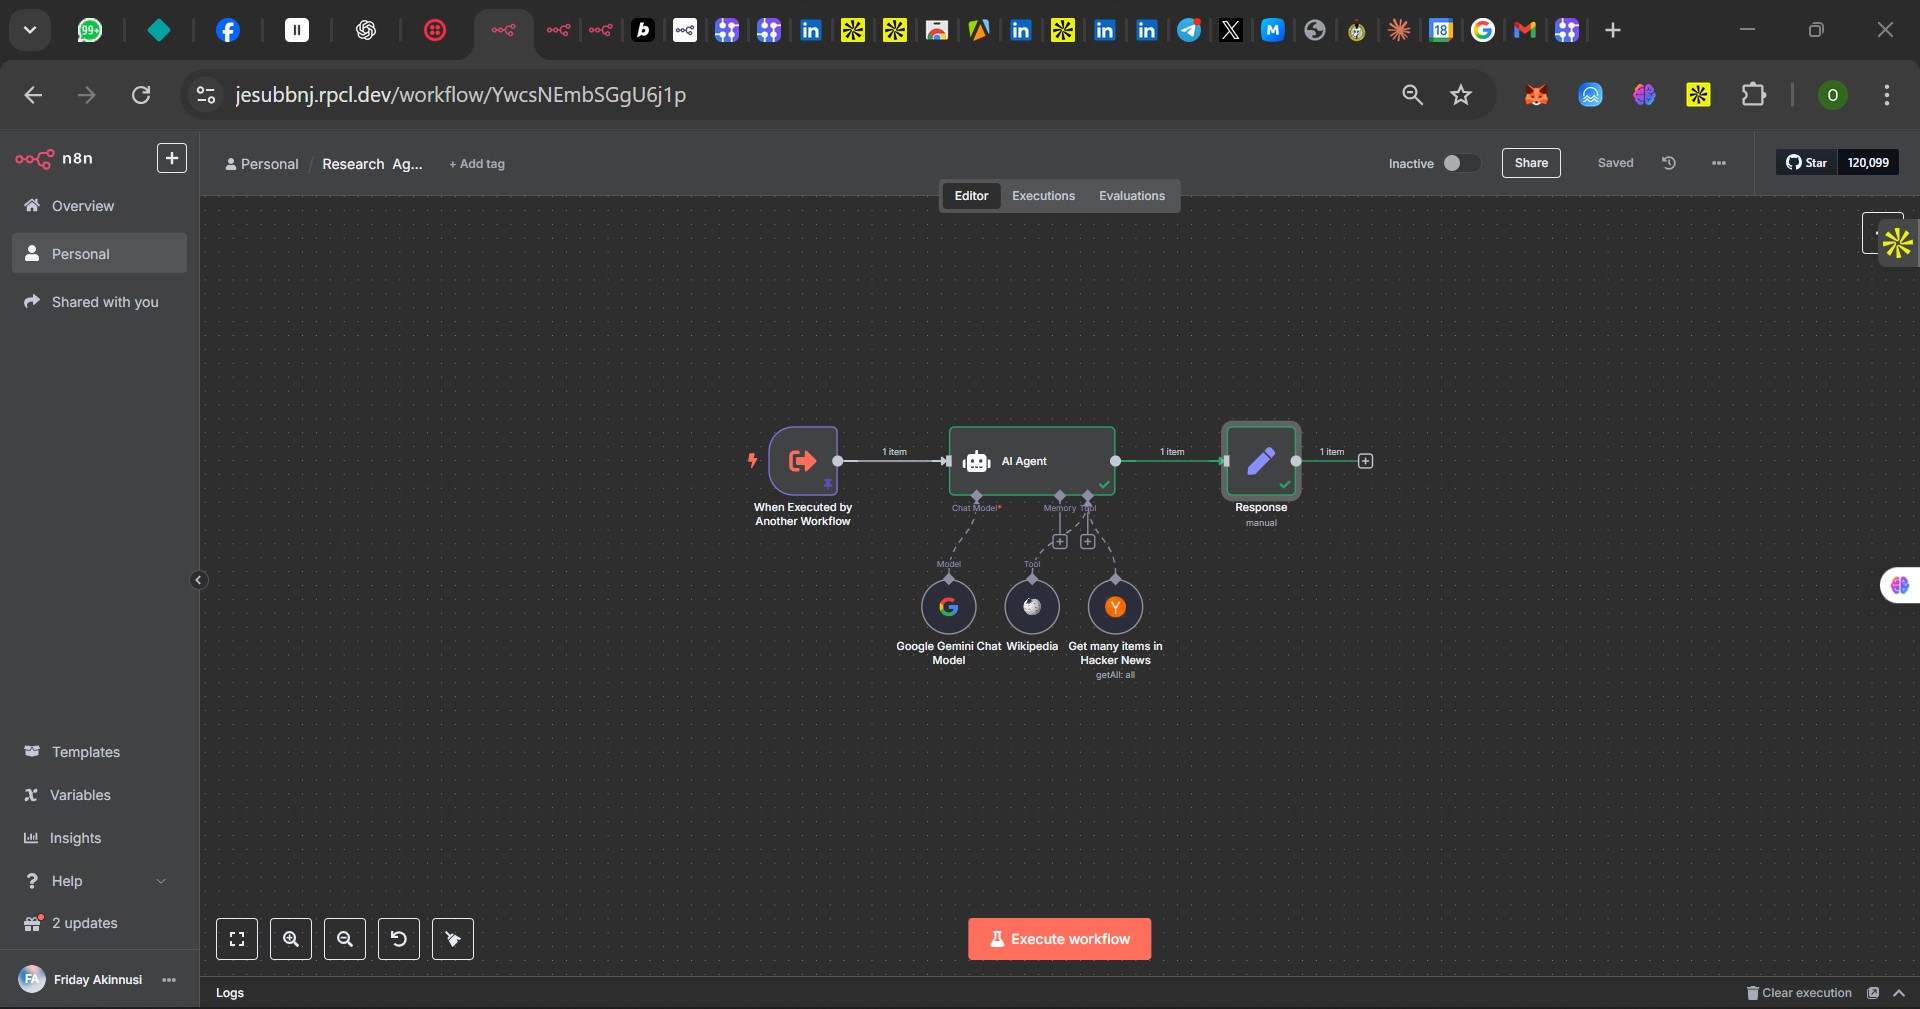 99+
18
jesubbnj.rpcl.dev/workflow/YwcsNEmbSGgU6j1p
O
n8n
Personal / Research Ag... + Add tag
Inactive
Share
Saved
Star 120,099
Editor Executions Evaluations
Overview
Personal
Shared with you
1 item
AI Agent
1 item
1 item
When Executed by
Another Workflow
Chat Model*
Memory
Tool
Response
manual
Model
Tool
Google Gemini Chat
Model
Wikipedia
Get many items in
Hacker News
getAll: all
Templates
Variables
Insights
Help
2 updates
Execute workflow
FA Friday Akinnusi
Logs
Clear execution